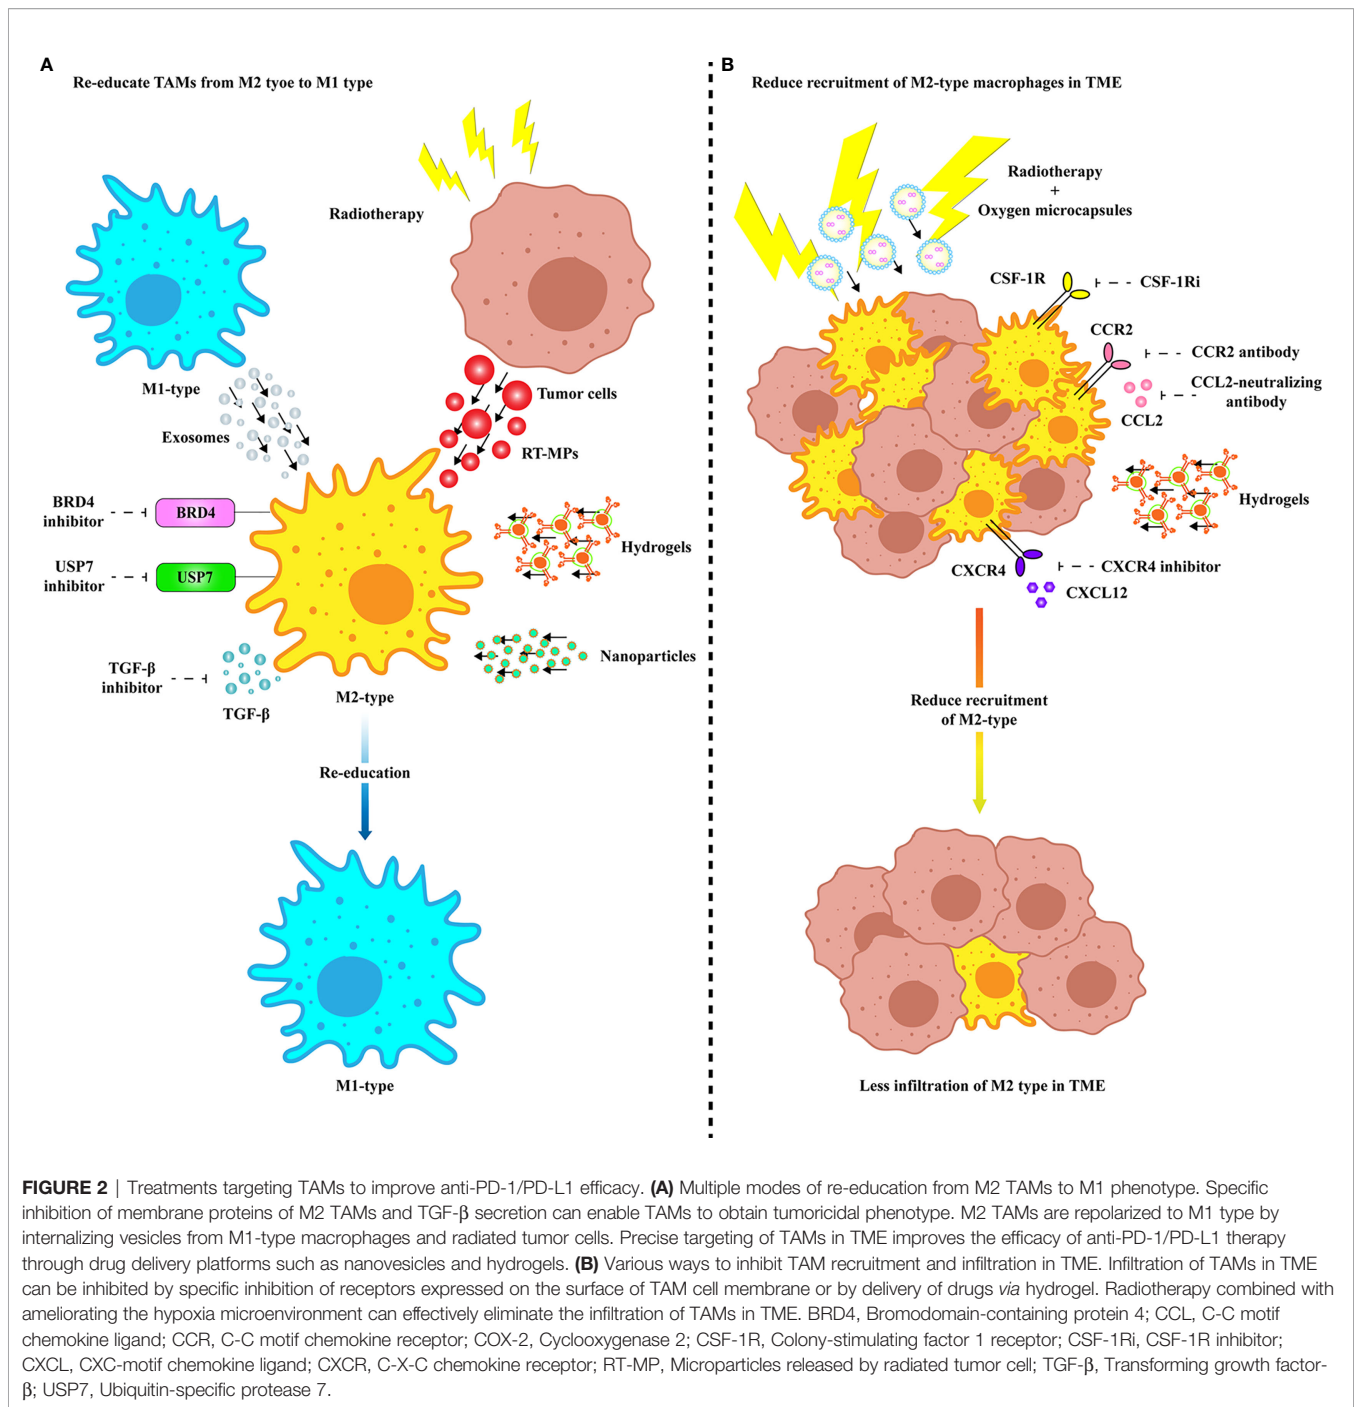 A
Re-educate TAMs from M2 tyoe to M1 type
Radiotherapy
M1-type
Exosomes
Tumor cells
RT-MPs
BRD4
inhibitor
BRD4
USP7
inhibitor
USP7
Hydrogels
TGF-β
inhibitor
TGF-β
Nanoparticles
M2-type
Re-education
M1-type
B
Reduce recruitment of M2-type macrophages in TME
Radiotherapy
+
Oxygen microcapsules
CSF-1R
CSF-1Ri
CCR2
CCR2 antibody
CCL2-neutralizing
antibody
CCL2
Hydrogels
CXCR4
CXCR4 inhibitor
CXCL12
Reduce recruitment
of M2-type
Less infiltration of M2 type in TME
FIGURE 2 | Treatments targeting TAMs to improve anti-PD-1/PD-L1 efficacy. (A) Multiple modes of re-education from M2 TAMs to M1 phenotype. Specific
inhibition of membrane proteins of M2 TAMs and TGF-β secretion can enable TAMs to obtain tumoricidal phenotype. M2 TAMs are repolarized to M1 type by
internalizing vesicles from M1-type macrophages and radiated tumor cells. Precise targeting of TAMs in TME improves the efficacy of anti-PD-1/PD-L1 therapy
through drug delivery platforms such as nanovesicles and hydrogels. (B) Various ways to inhibit TAM recruitment and infiltration in TME. Infiltration of TAMs in TME
can be inhibited by specific inhibition of receptors expressed on the surface of TAM cell membrane or by delivery of drugs via hydrogel. Radiotherapy combined with
ameliorating the hypoxia microenvironment can effectively eliminate the infiltration of TAMs in TME. BRD4, Bromodomain-containing protein 4; CCL, C-C motif
chemokine ligand; CCR, C-C motif chemokine receptor; COX-2, Cyclooxygenase 2; CSF-1R, Colony-stimulating factor 1 receptor; CSF-1Ri, CSF-1R inhibitor;
CXCL, CXC-motif chemokine ligand; CXCR, C-X-C chemokine receptor; RT-MP, Microparticles released by radiated tumor cell; TGF-β, Transforming growth factor-
β; USP7, Ubiquitin-specific protease 7.